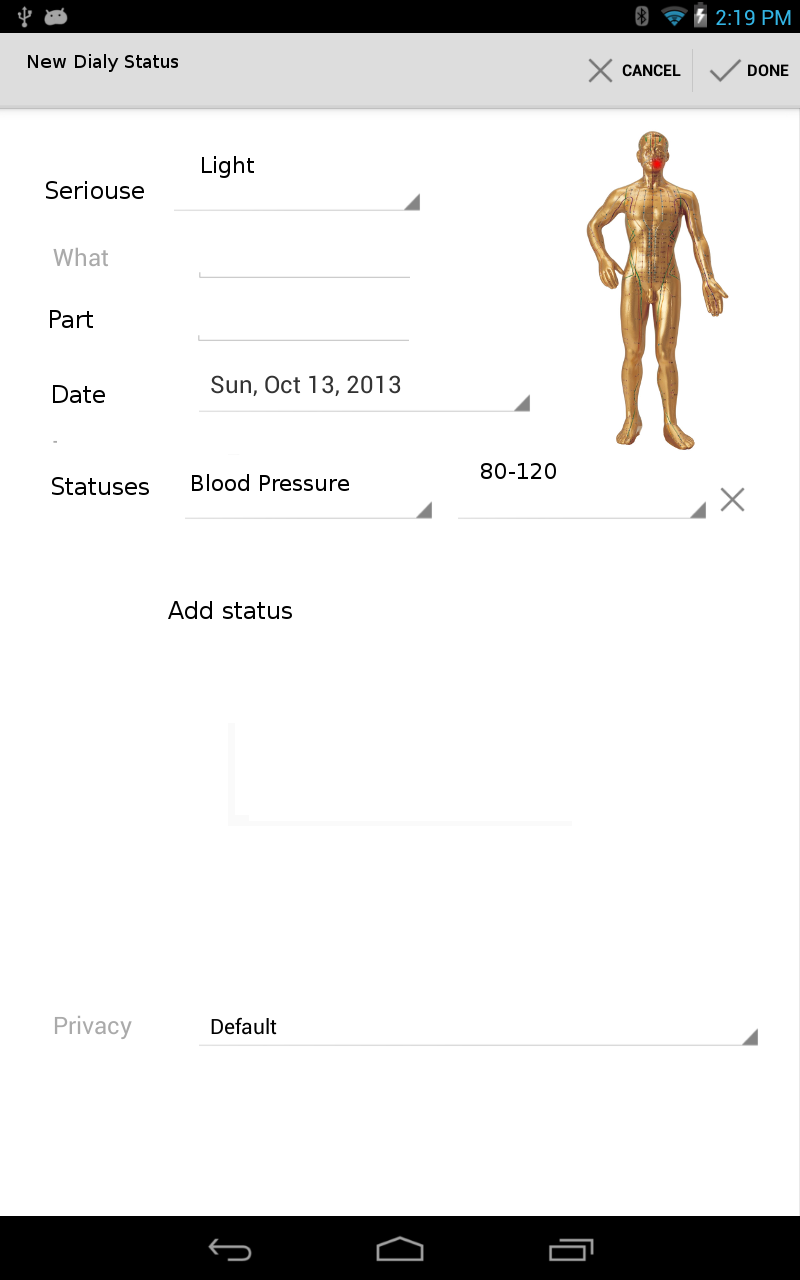 2:19 PM
New Dialy Status
CANCEL
DONE
Light
Seriouse
What
Part
Sun, Oct 13, 2013
Date
-
80-120
Statuses
Blood Pressure
Add status
Privacy
Default